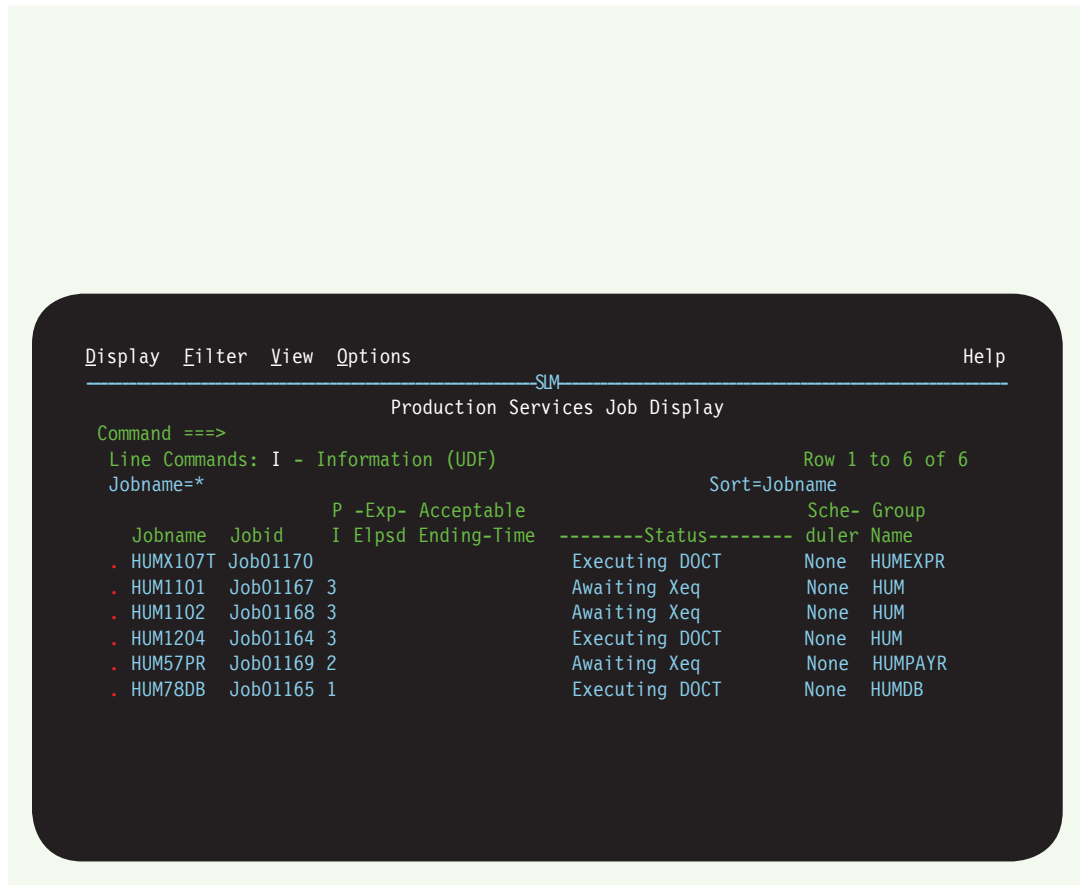 Display  Filter  View  Options                                               Help
--------------------------------------SLM--------------------------------------
                          Production Services Job Display
 Command ===>
  Line Commands: I - Information (UDF)                          Row 1 to 6 of 6
  Jobname=*                                           Sort=Jobname
                     P -Exp- Acceptable                         Sche- Group
    Jobname  Jobid    I Elpsd Ending-Time  --------Status-------- duler Name
  . HUMX107T Job01170                       Executing DOCT       None  HUMEXPR
  . HUM1101  Job01167 3                     Awaiting Xeq         None  HUM
  . HUM1102  Job01168 3                     Awaiting Xeq         None  HUM
  . HUM1204  Job01164 3                     Executing DOCT       None  HUM
  . HUM57PR  Job01169 2                     Awaiting Xeq         None  HUMPAYR
  . HUM78DB  Job01165 1                     Executing DOCT       None  HUMDB